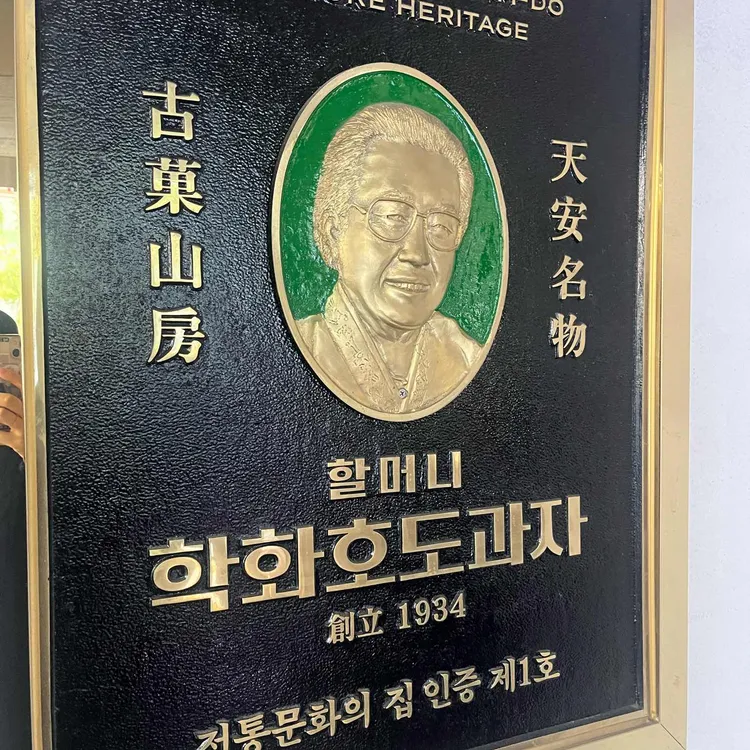 HERITAGE
古菓山房
天安名物
할머니
학화호도과자
創立 1934
전통문화의 집 인증 제1호